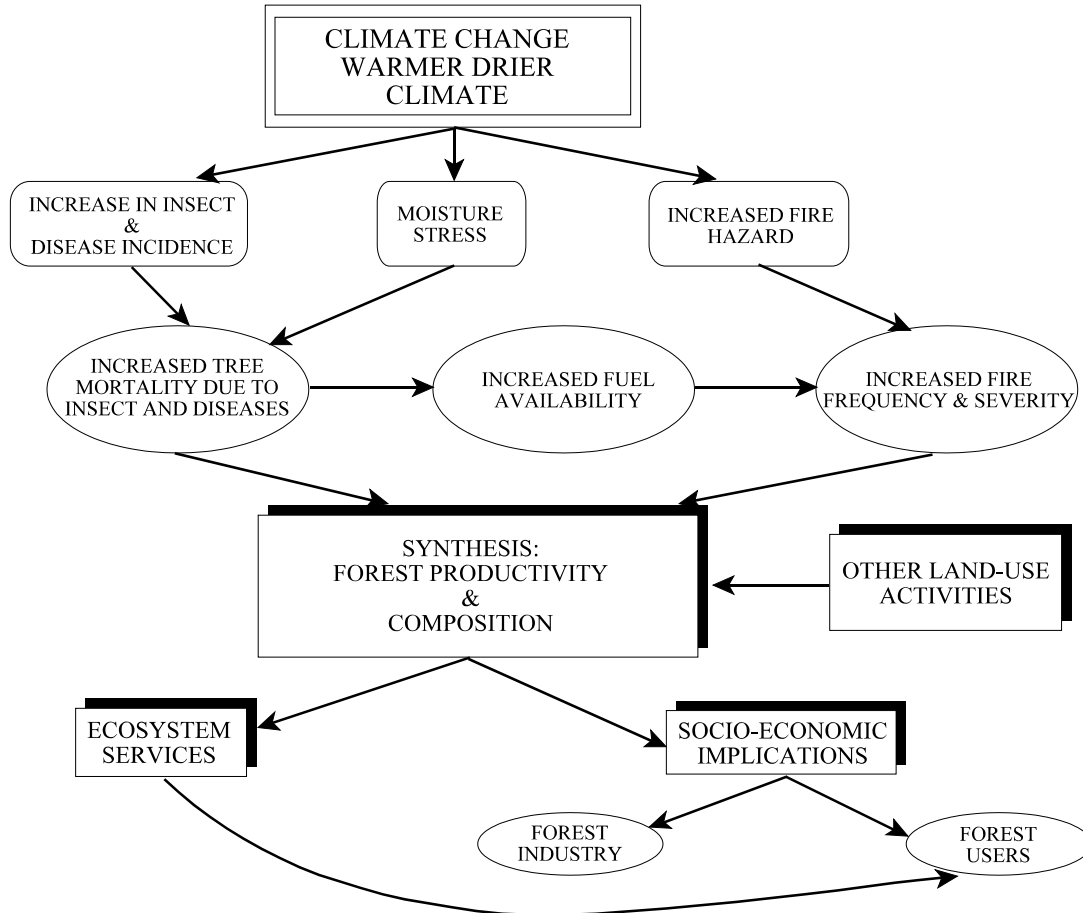 CLIMATE CHANGE
WARMER DRIER
CLIMATE
INCREASE IN INSECT
&
DISEASE INCIDENCE
MOISTURE
STRESS
INCREASED FIRE
HAZARD
INCREASED TREE
MORTALITY DUE TO
INSECT AND DISEASES
INCREASED FUEL
AVAILABILITY
INCREASED FIRE
FREQUENCY & SEVERITY
SYNTHESIS:
FOREST PRODUCTIVITY
&
COMPOSITION
OTHER LAND-USE
ACTIVITIES
ECOSYSTEM
SERVICES
SOCIO-ECONOMIC
IMPLICATIONS
FOREST
INDUSTRY
FOREST
USERS